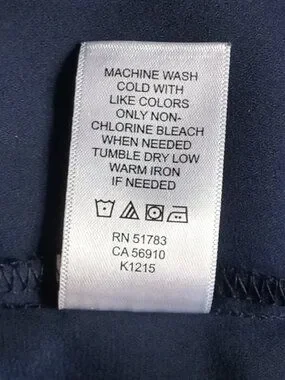 MACHINE WASH
COLD WITH
LIKE COLORS
ONLY NON-
CHLORINE BLEACH
WHEN NEEDED
TUMBLE DRY LOW
WARM IRON
IF NEEDED
RN 51783
CA 56910
K1215